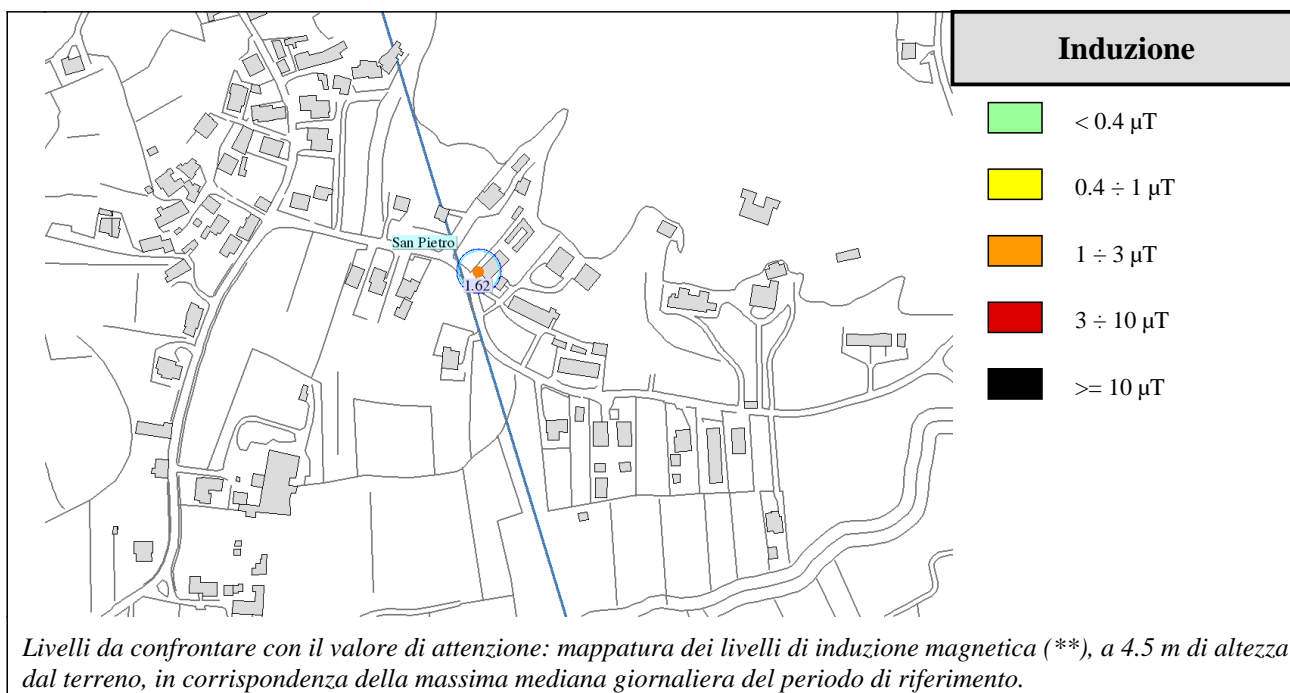 Induzione
< 0.4 µT
0.4 ÷ 1 µT
1 ÷ 3 µT
3 ÷ 10 µT
>= 10 µT
San Pietro
1.62
Livelli da confrontare con il valore di attenzione: mappatura dei livelli di induzione magnetica (**), a 4.5 m di altezza
dal terreno, in corrispondenza della massima mediana giornaliera del periodo di riferimento.